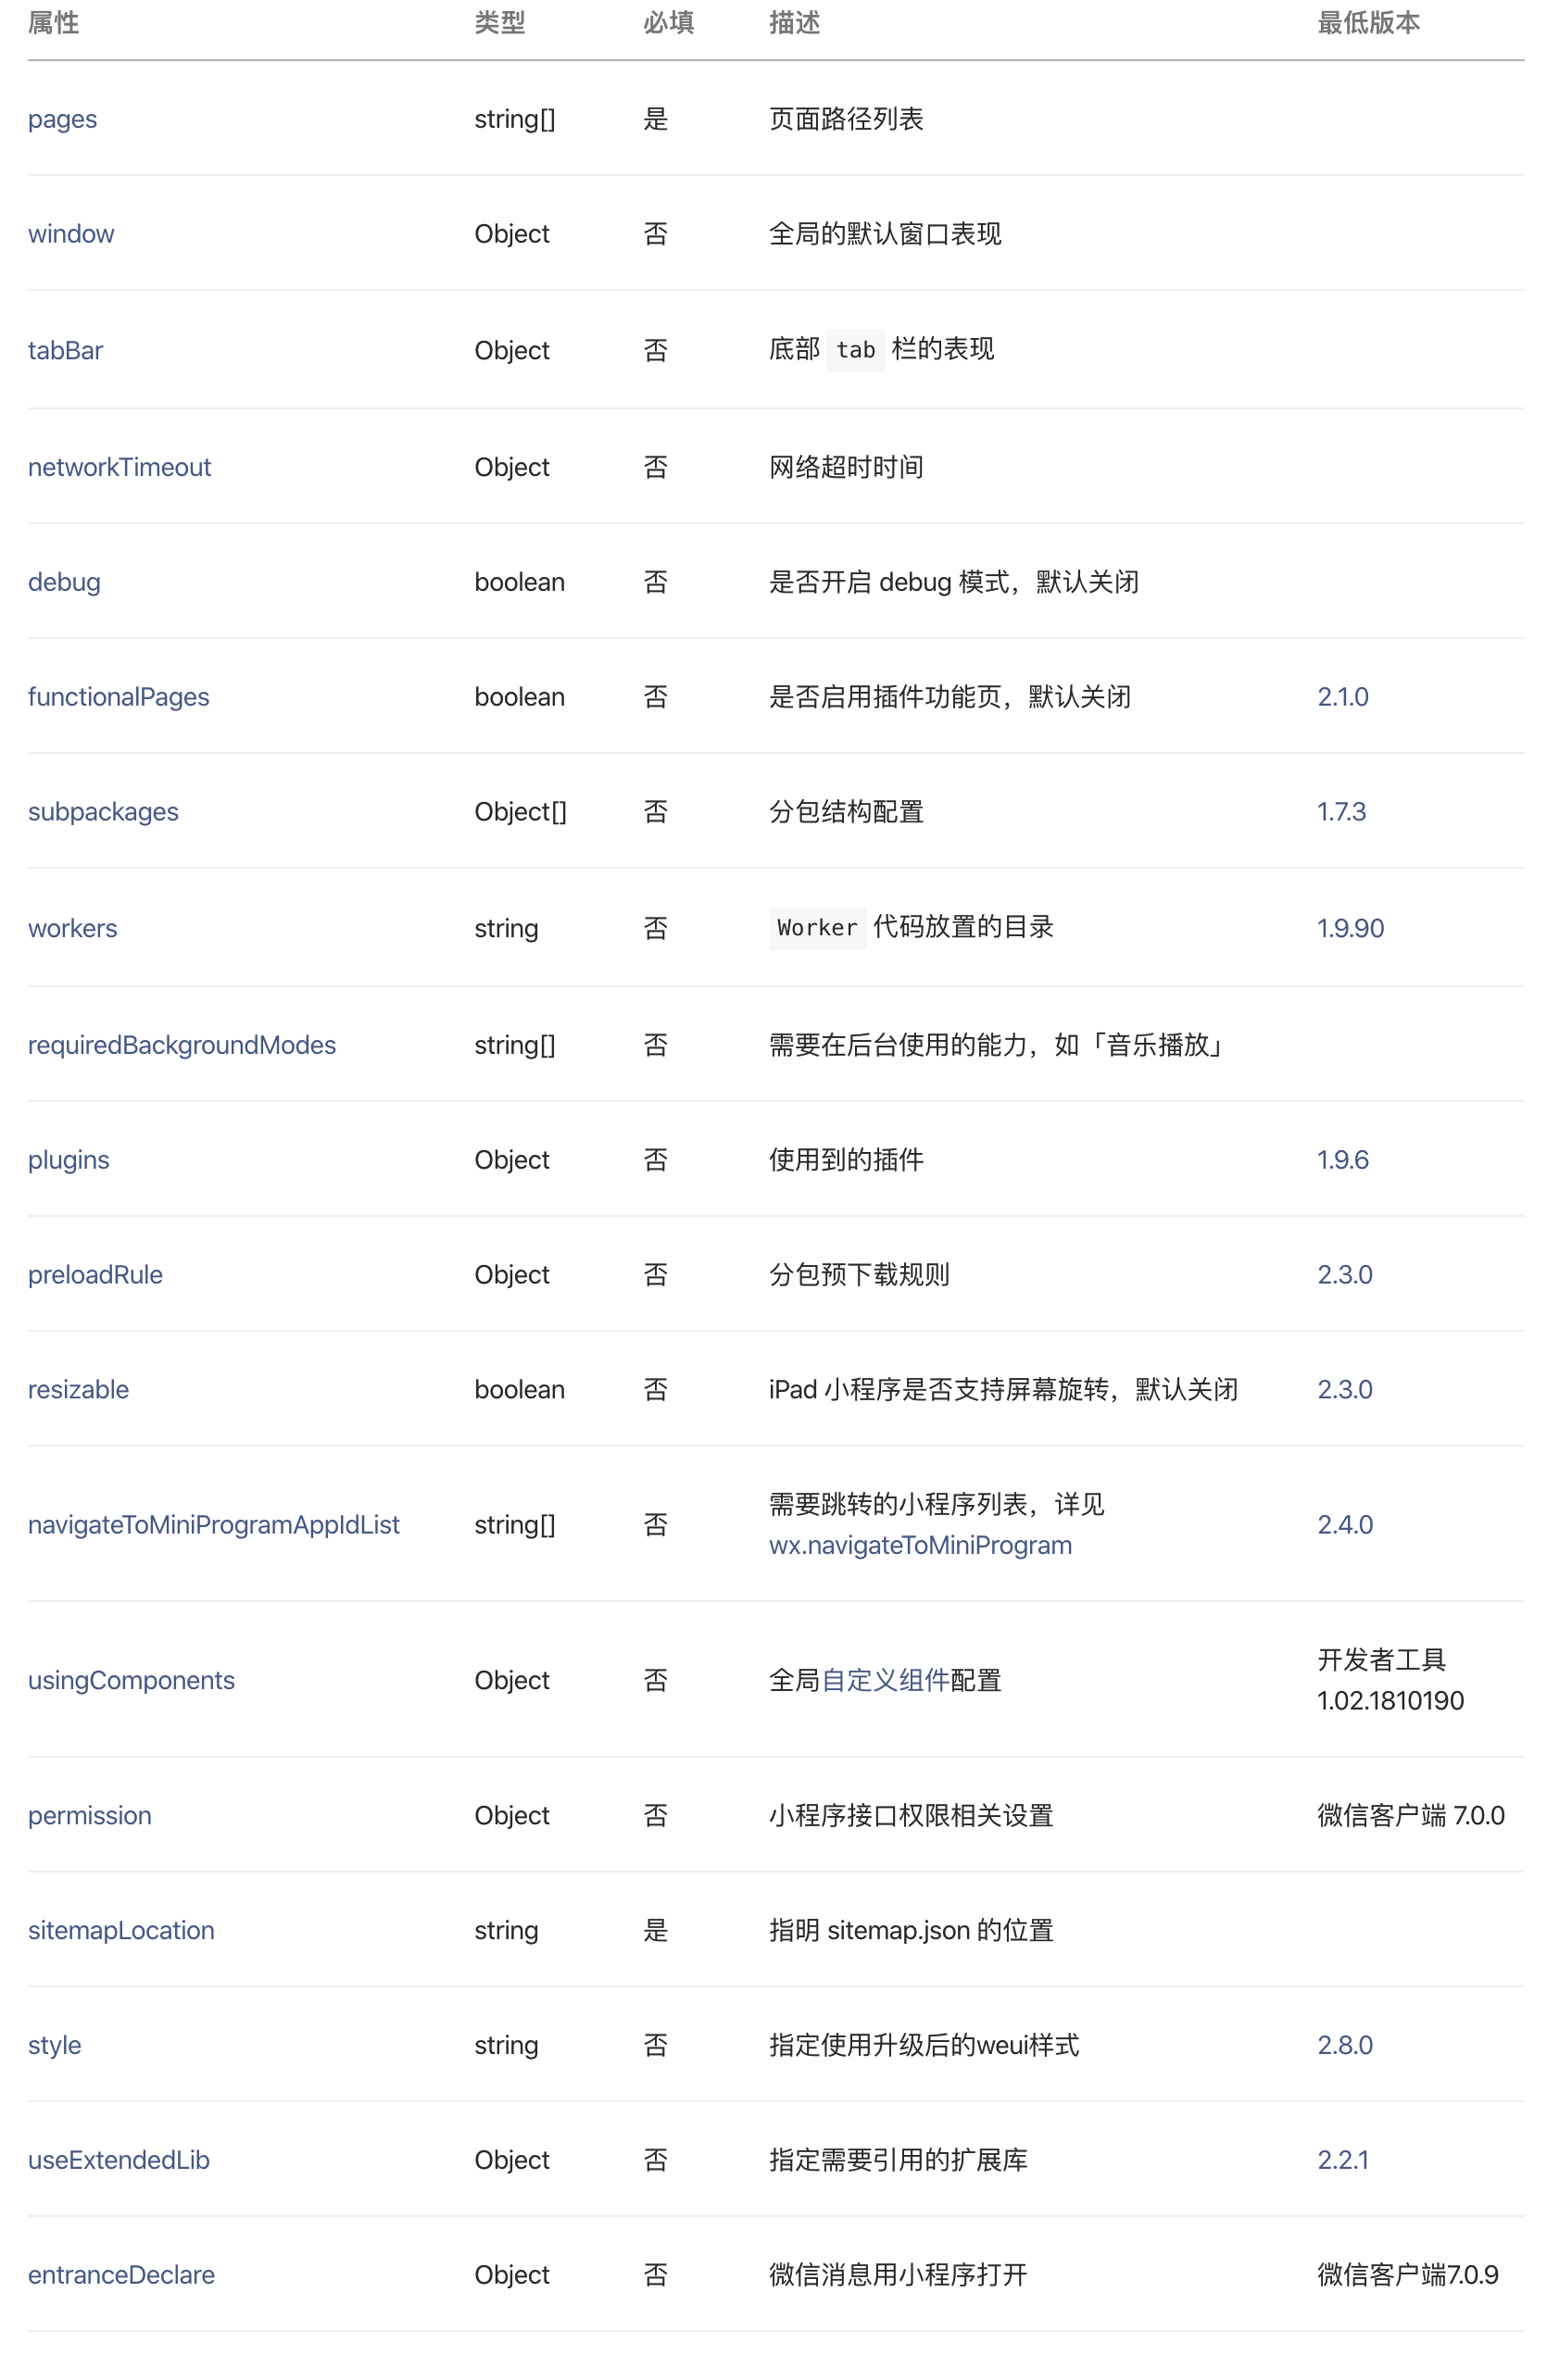 属性 类型 必填 描述 最低版本
pages string[] 是 页面路径列表
window Object 否 全局的默认窗口表现
tabBar Object 否 底部 tab 栏的表现
networkTimeout Object 否 网络超时时间
debug boolean 否 是否开启 debug 模式，默认关闭
functionalPages boolean 否 是否启用插件功能页，默认关闭 2.1.0
subpackages Object[] 否 分包结构配置 1.7.3
workers string 否 Worker 代码放置的目录 1.9.90
requiredBackgroundModes string[] 否 需要在后台使用的能力，如「音乐播放」
plugins Object 否 使用到的插件 1.9.6
preloadRule Object 否 分包预下载规则 2.3.0
resizable boolean 否 iPad 小程序是否支持屏幕旋转，默认关闭 2.3.0
navigateToMiniProgramAppIdList string[] 否 需要跳转的小程序列表，详见 2.4.0
wx.navigateToMiniProgram
usingComponents Object 否 全局自定义组件配置 开发者工具
1.02.1810190
permission Object 否 小程序接口权限相关设置 微信客户端 7.0.0
sitemapLocation string 是 指明 sitemap.json 的位置
style string 否 指定使用升级后的weui样式 2.8.0
useExtendedLib Object 否 指定需要引用的扩展库 2.2.1
entranceDeclare Object 否 微信消息用小程序打开 微信客户端7.0.9